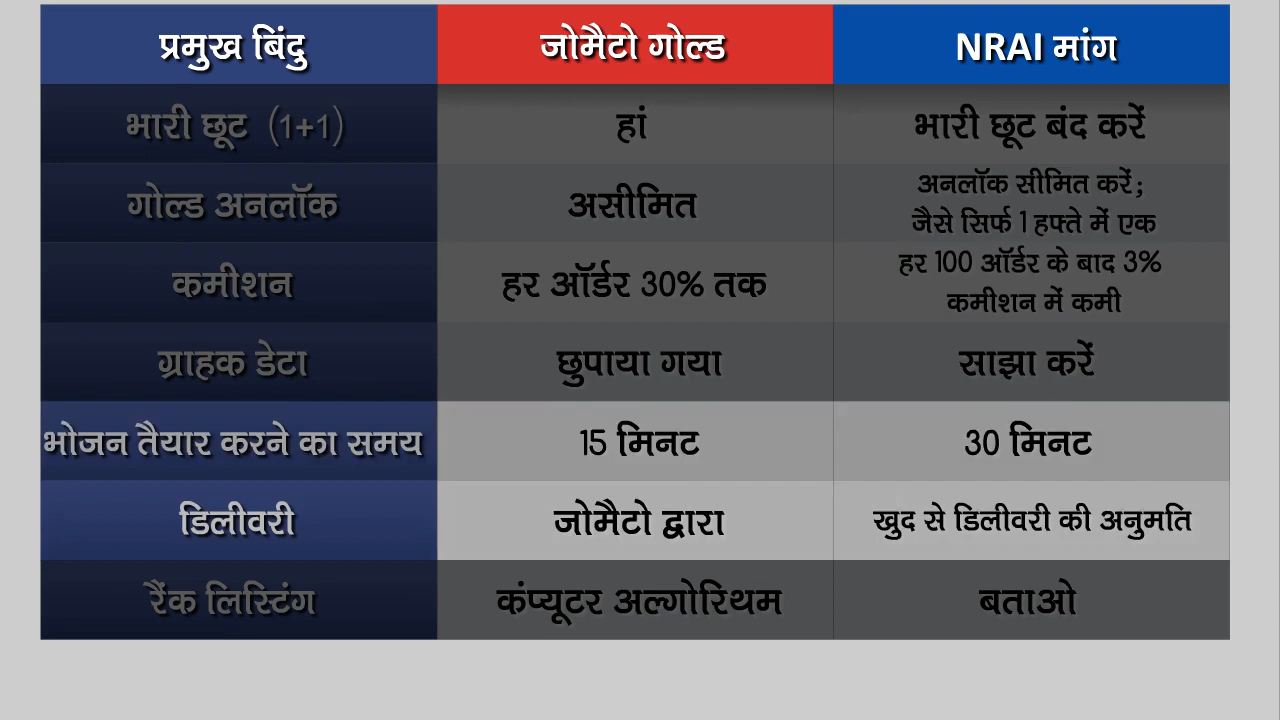 प्रमुख बिंदु जोमैटो गोल्ड NRAI मांग
भारी छूट (1+1) हां भारी छूट बंद करें
गोल्ड अनलॉक असीमित अनलॉक सीमित करें;
जैसे सिर्फ 1 हफ्ते में एक
कमीशन हर ऑर्डर 30% तक हर 100 ऑर्डर के बाद 3%
कमीशन में कमी
ग्राहक डेटा छुपाया गया साझा करें
भोजन तैयार करने का समय 15 मिनट 30 मिनट
डिलीवरी जोमैटो द्वारा खुद से डिलीवरी की अनुमति
रैंक लिस्टिंग कंप्यूटर अल्गोरिथम बताओ